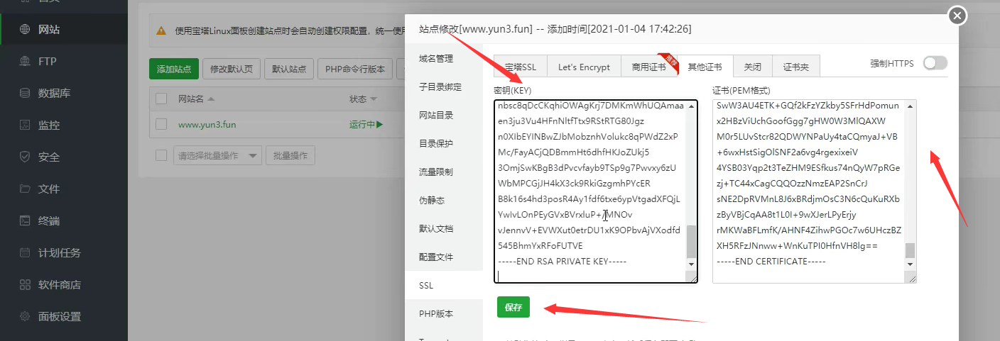 网站
FTP
数据库
监控
安全
文件
终端
计划任务
软件商店
面板设置
使用宝塔Linux面板创建站点时会自动创建权限配置，统一使用
添加站点
修改默认页
默认站点
PHP命令行版本
网站名
状态
www.yun3.fun
运行中
请选择批量操作
批量操作
站点修改[www.yun3.fun] -- 添加时间[2021-01-04 17:42:26]
域名管理
子目录绑定
网站目录
目录保护
流量限制
伪静态
默认文档
配置文件
SSL
PHP版本
宝塔SSL
Let's Encrypt
商用证书
推荐
其他证书
关闭
证书夹
强制HTTPS
密钥(KEY)
nbsc8qDcCKqhiOWAgKrj7DMKmWhUQAmaa
en3ju3Vu4HFnNltfTtx9RStRTG80Jgz
n0XIbEYINBwZJbMobznhVolukc8qPWdZ2xP
Mc/FayACjQDBmmHt6dhfHKJoZUkj5
3OmjSwKBgB3dPvcvfayb9TSp9g7Pwvxy6zU
WbMPCGjJH4kX3ck9RkiGzgmhPYcER
B8k16s4hd3posR4Ay1fdf6txe6ypVtgadXFQjL
YwIvLOnPEyGVxBVrxluP+/MNOv
vJennvV+EVWXut0etrDU1xK9OPbvAjVXodfd
545BhmYxRFoFUTVE
-----END RSA PRIVATE KEY-----
保存
证书(PEM格式)
SwW3AU4ETK+GQf2kFzYZkby5SFrHdPomun
x2HBzViUchGoofGgg7gHW0W3MlQAXW
M0r5LUvStcr82QDWYNPaUy4taCQmyaJ+VB
+6wxHstSigOlSNF2a6vg4rgexixeiV
4YSB03Yqp2t3TeZHM9ESfkus74nQyW7pRGe
zj+TC44xCagCQQOzzNmzEAP2SnCrJ
sNE2DpRVMnL8J6xBRdjmOsC3N6cQuKuRXb
zByVBjCqAA8t1L0I+9wXJerLPyErjy
rMKWaBFLmfK/AHNF4ZihwPGOc7w6UHczBZ
XH5RFzJNnww+WnKuTPI0HfnVH8Ig==
-----END CERTIFICATE-----